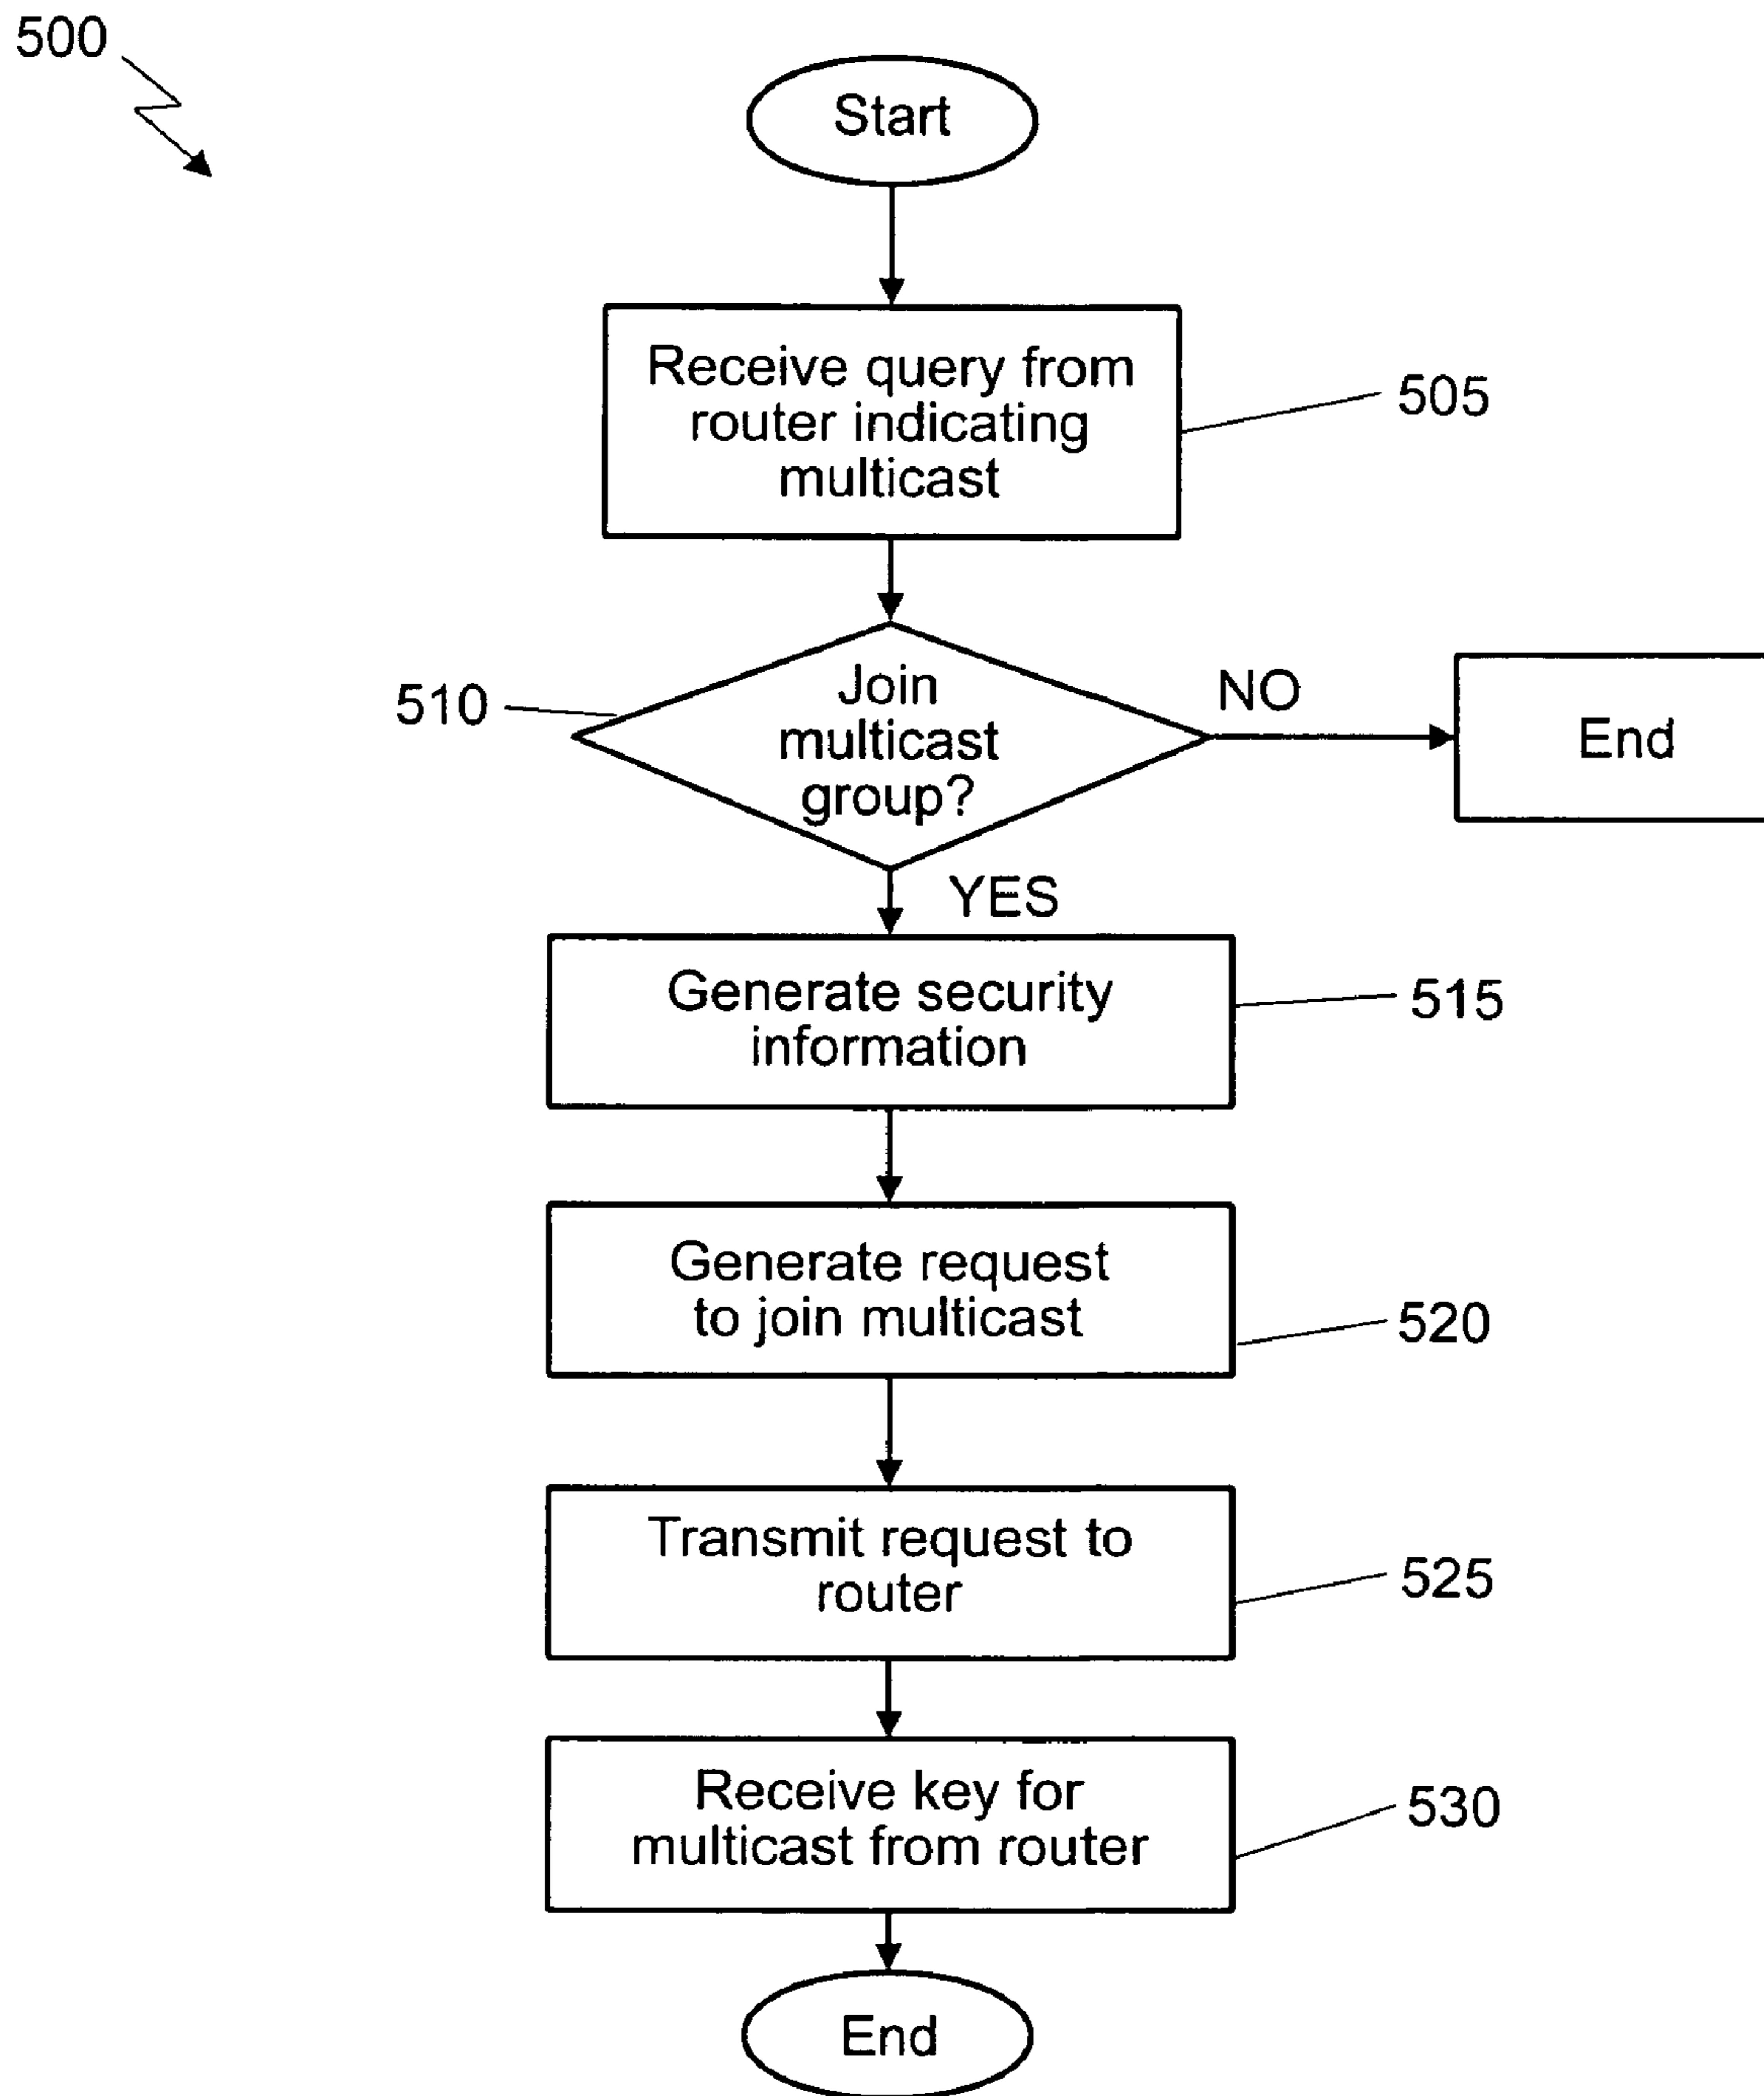 500
Start
Receive query from
router indicating
multicast
505
510
Join
multicast
group?
NO
End
YES
Generate security
information
515
Generate request
to join multicast
520
Transmit request to
router
525
Receive key for
multicast from router
530
End